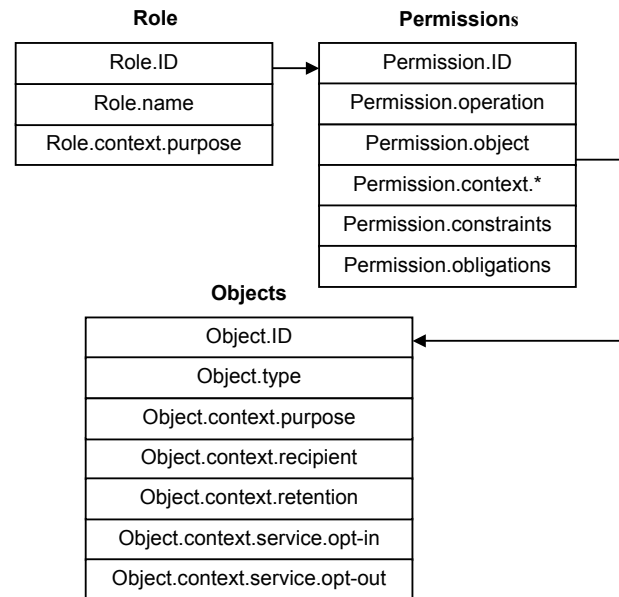 Role
Role.ID
Role.name
Role.context.purpose
Permissions
Permission.ID
Permission.operation
Permission.object
Permission.context.*
Permission.constraints
Permission.obligations
Objects
Object.ID
Object.type
Object.context.purpose
Object.context.recipient
Object.context.retention
Object.context.service.opt-in
Object.context.service.opt-out